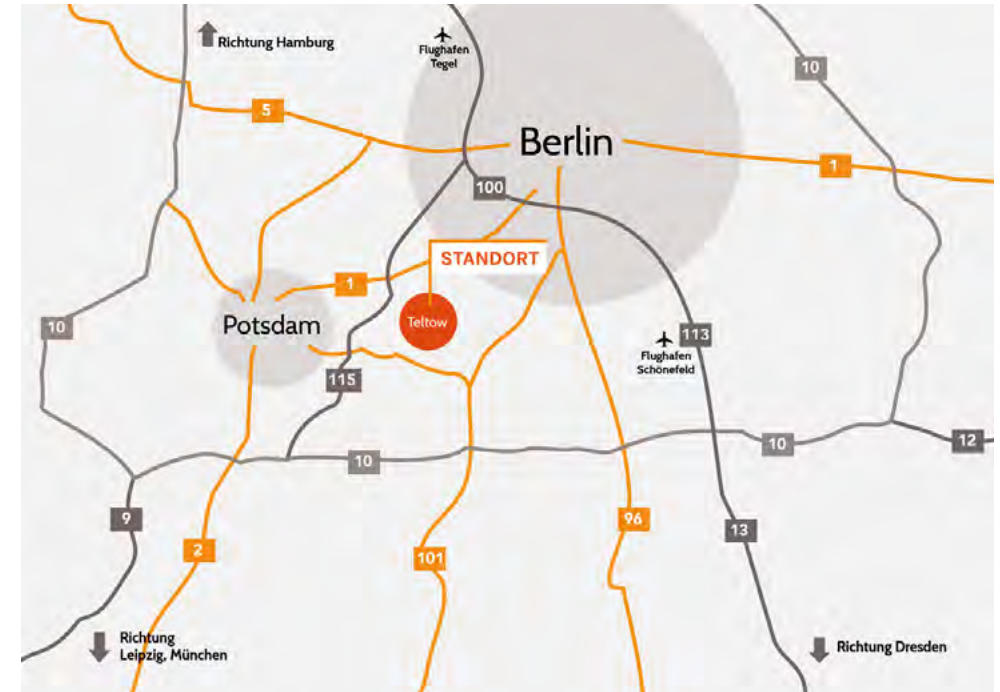 Richtung Hamburg
Flughafen
Tegel
10
5
Berlin
1
100
STANDORT
1
Teltow
Potsdam
10
113
Flughafen
Schönefeld
115
10
10
12
9
2
101
96
13
Richtung
Leipzig, München
Richtung Dresden